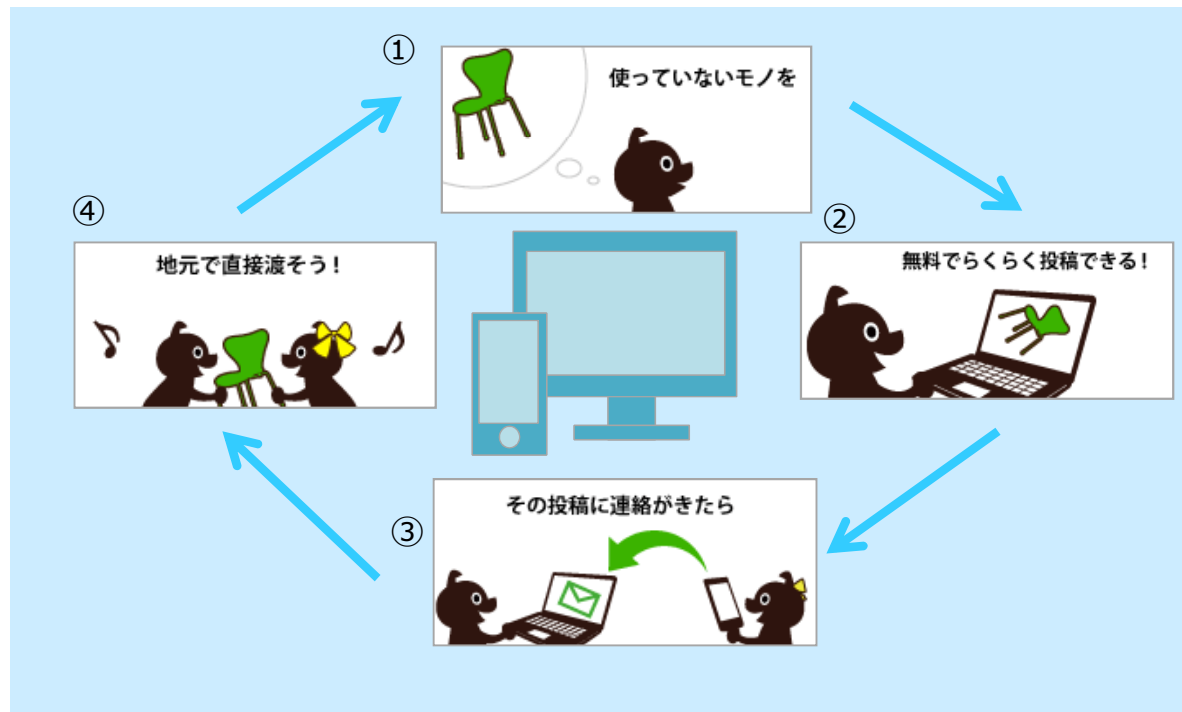 ①
使っていないモノを
②
無料でらくらく投稿できる!
③
その投稿に連絡がきたら
④
地元で直接渡そう!